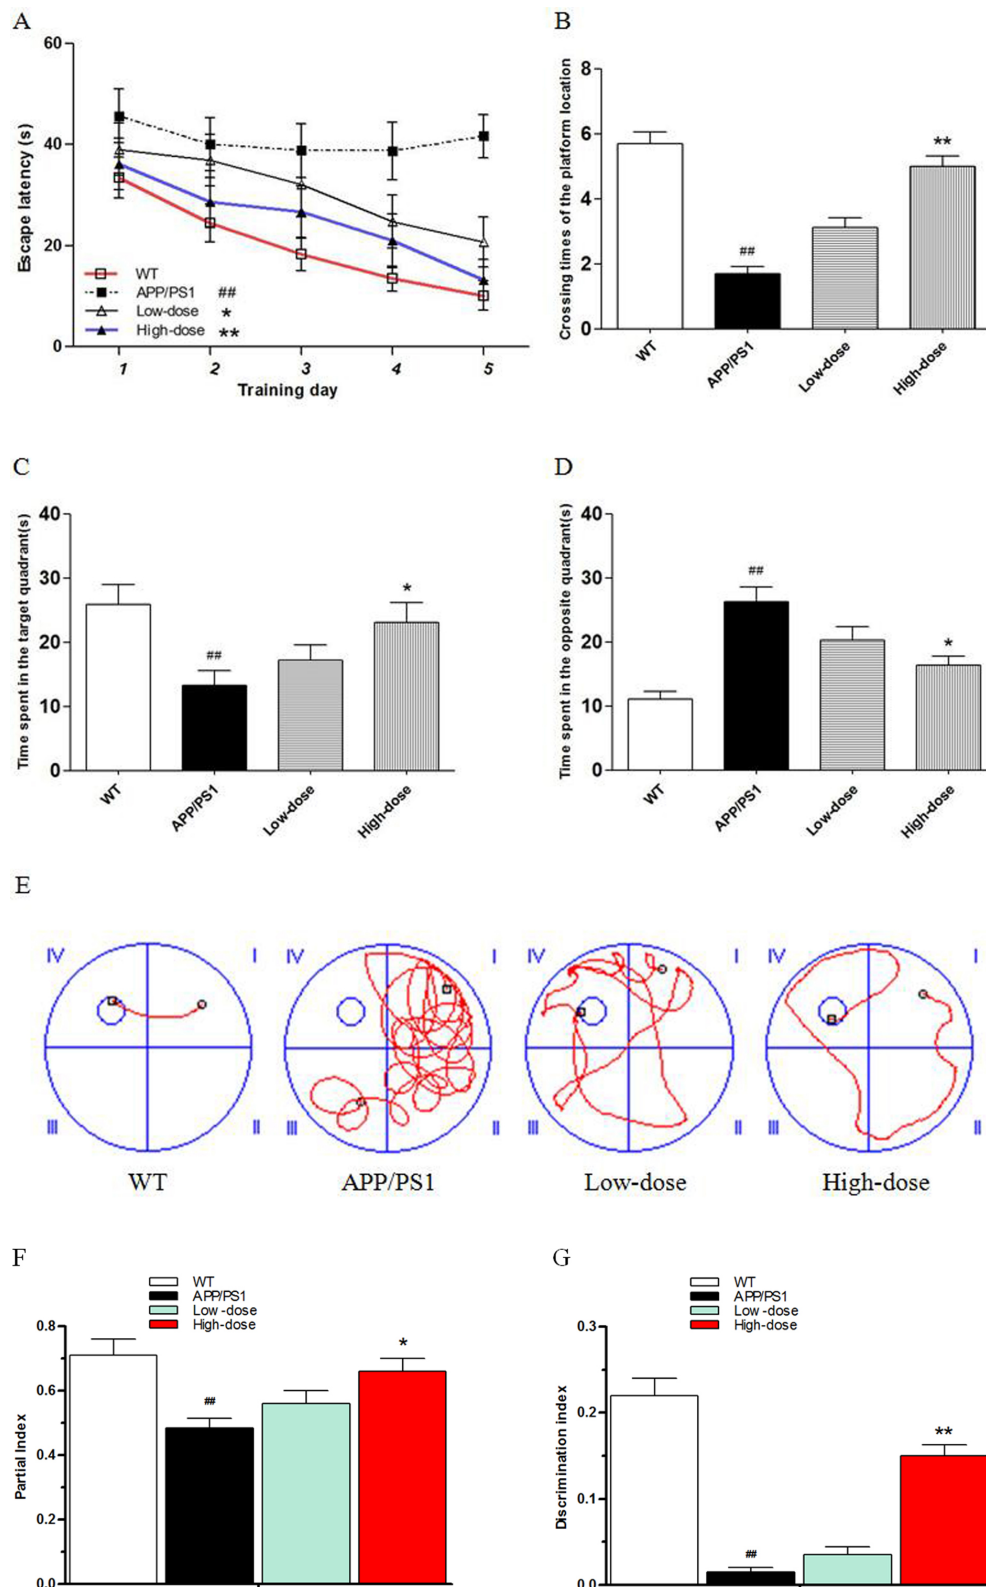 A
Escape latency (s)
60
40
20
0
WT
APP/PS1 ##
Low-dose *
High-dose **
1 2 3 4 5
Training day
B
Crossing times of the platform location
8
6
4
2
0
##
**
WT APP/PS1 Low-dose High-dose
C
Time spent in the target quadrant(s)
40
30
20
10
0
##
*
WT APP/PS1 Low-dose High-dose
D
Time spent in the opposite quadrant(s)
40
30
20
10
0
##
*
WT APP/PS1 Low-dose High-dose
E
IV I
III II
WT
IV I
III II
APP/PS1
IV I
III II
Low-dose
IV I
III II
High-dose
F
WT
APP/PS1
Low-dose
High-dose
Partial Index
0.8
0.6
0.4
0.2
0.0
##
*
G
WT
APP/PS1
Low-dose
High-dose
Discrimination index
0.3
0.2
0.1
0.0
##
**